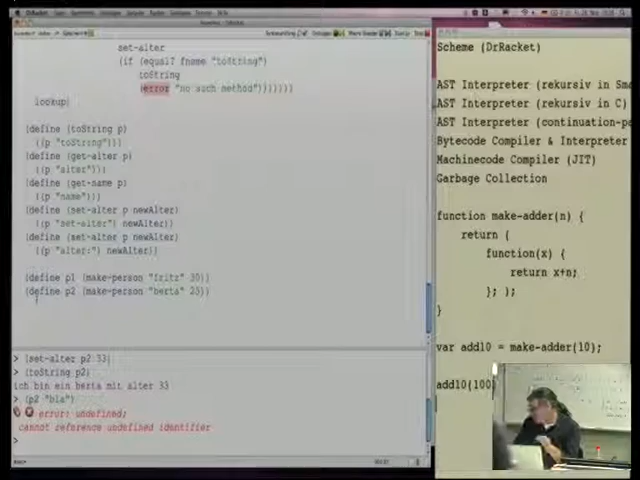 set-alter
(if (equal? fname "toString")
toString
(error "no such method")))))))
lookup)
(define (toString p)
((p "toString")))
(define (get-alter p)
((p "alter")))
(define (get-name p)
((p "name")))
(define (set-alter p newAlter)
((p "set-alter") newAlter))
(define (set-alter p newAlter)
((p "alter:") newAlter))
(define p1 (make-person "fritz" 30))
(define p2 (make-person "berta" 25))
> (set-alter p2 33)
> (toString p2)
ich bin ein berta mit alter 33
> (p2 "bla")
error: undefined;
cannot reference undefined identifier
>
Scheme (DrRacket)
AST Interpreter (rekursiv in Sma
AST Interpreter (rekursiv in C)
AST Interpreter (continuation-pa
Bytecode Compiler & Interpreter
Machinecode Compiler (JIT)
Garbage Collection
function make-adder(n) {
return (
function(x) {
return x+n;
}; );
}
var add10 = make-adder(10);
add10(100